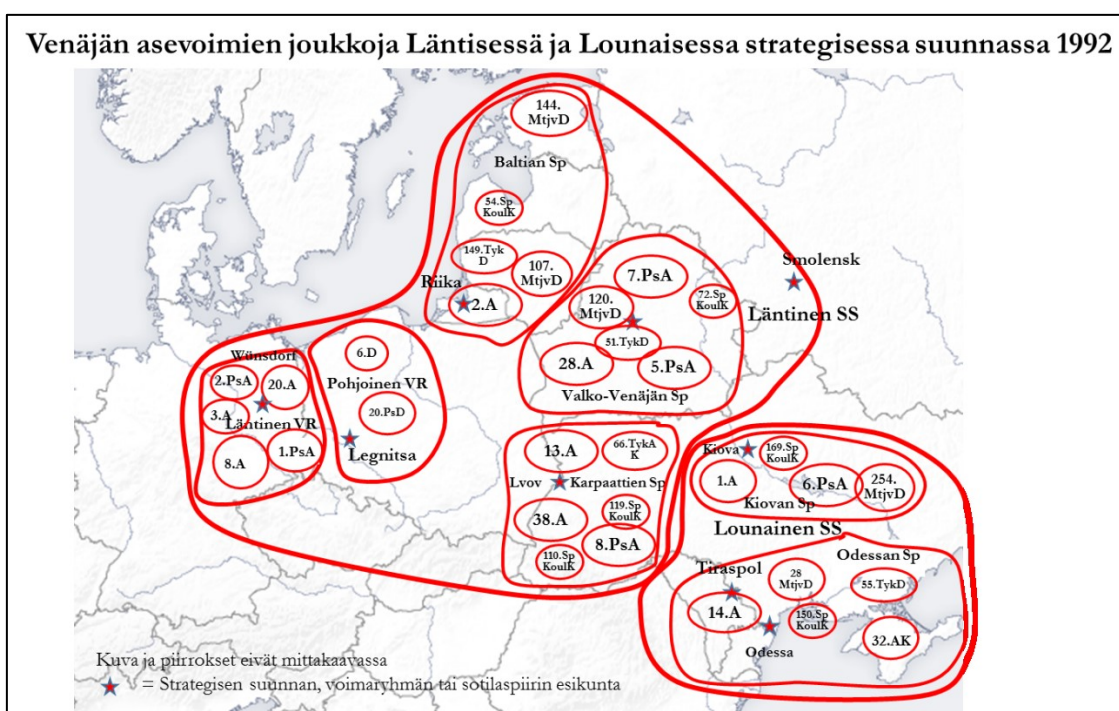 Venäjän asevoimien joukkoja Läntisessä ja Lounaisessa strategisessa suunnassa 1992
144.
MtjvD
Baltian Sp
54.Sp
KoulK
149.Tyk
D
107.
MtjvD
Riika
2.A
Smolensk
Läntinen SS
7.PsA
120.
MtjvD
72.Sp
KoulK
51.TykD
28.A
5.PsA
Valko-Venäjän Sp
Wünsdorf
2.PsA
20.A
3.A
Läntinen VR
8.A
1.PsA
6.D
Pohjoinen VR
20.PsD
Legnitsa
13.A
66.TykA
K
Lvov
Karpaattien Sp
38.A
119.Sp
KoulK
110.Sp
KoulK
8.PsA
Kiova
169.Sp
KoulK
1.A
6.PsA
254.
MtjvD
Kiovan Sp
Lounainen SS
Odessan Sp
Tiraspol
28
MtjvD
55.TykD
14.A
150.Sp
KoulK
Odessa
32.AK
Kuva ja piirrokset eivät mittakaavassa
= Strategisen suunnan, voimaryhmän tai sotilaspiirin esikunta